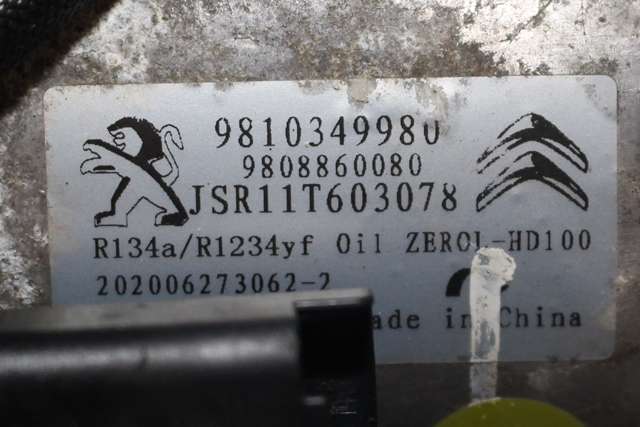 9810349980
9808860080
JSR11T603078
R134a/R1234yf Oil ZEROL-HD100
202006273062-2
ade in China